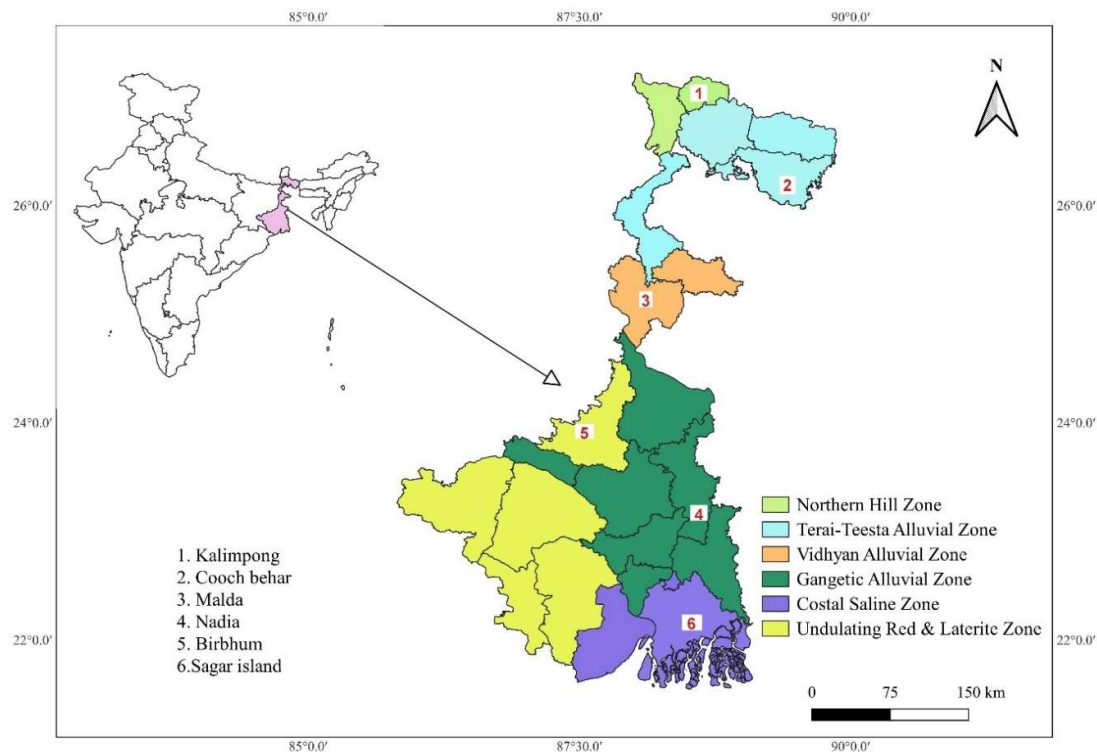 85°0.0′ 87°30.0′ 90°0.0′
N
1
2
26°0.0′ 26°0.0′
3
24°0.0′ 24°0.0′
5
4
Northern Hill Zone
Terai-Teesta Alluvial Zone
Vidhyan Alluvial Zone
Gangetic Alluvial Zone
Costal Saline Zone
Undulating Red & Laterite Zone
1. Kalimpong
2. Cooch behar
3. Malda
4. Nadia
5. Birbhum
6.Sagar island
6
22°0.0′ 22°0.0′
0 75 150 km
85°0.0′ 87°30.0′ 90°0.0′